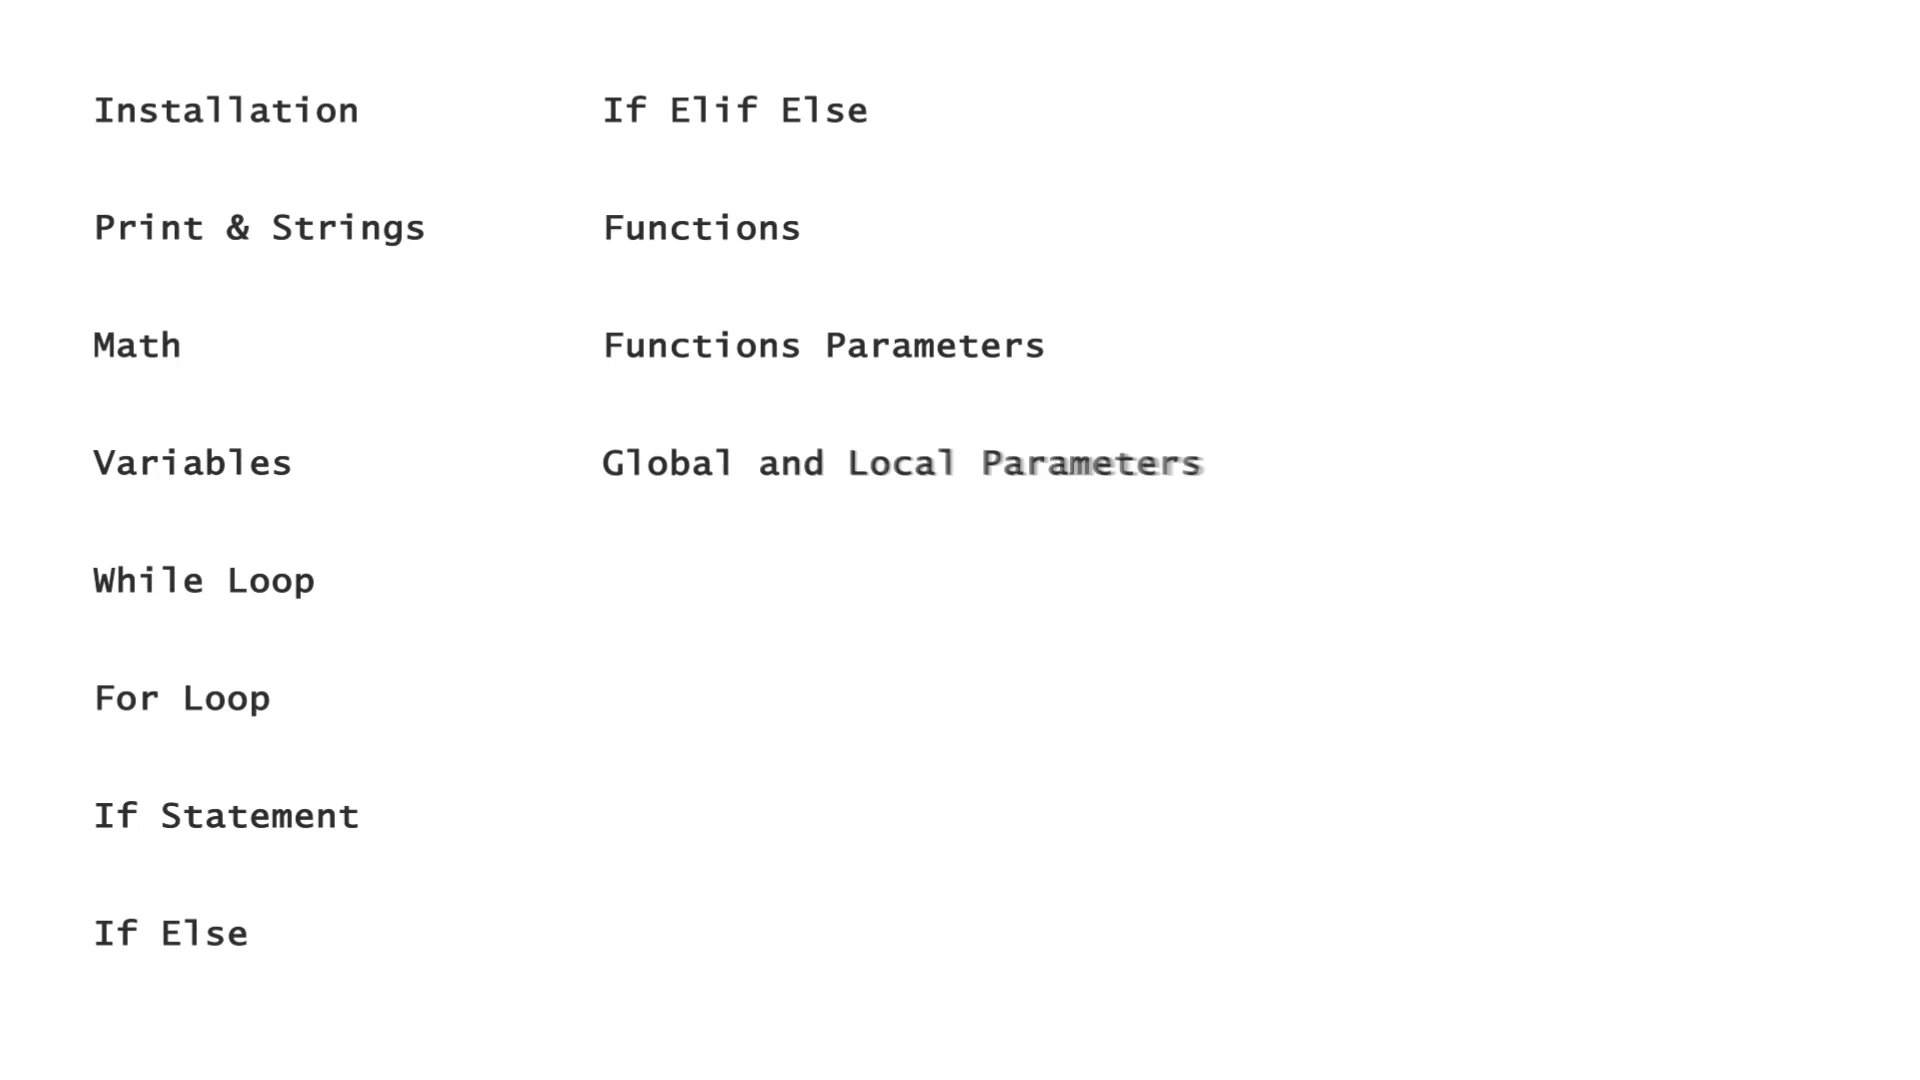 Installation
Print & Strings
Math
Variables
While Loop
For Loop
If Statement
If Else
If Elif Else
Functions
Functions Parameters
Global and Local Parameters